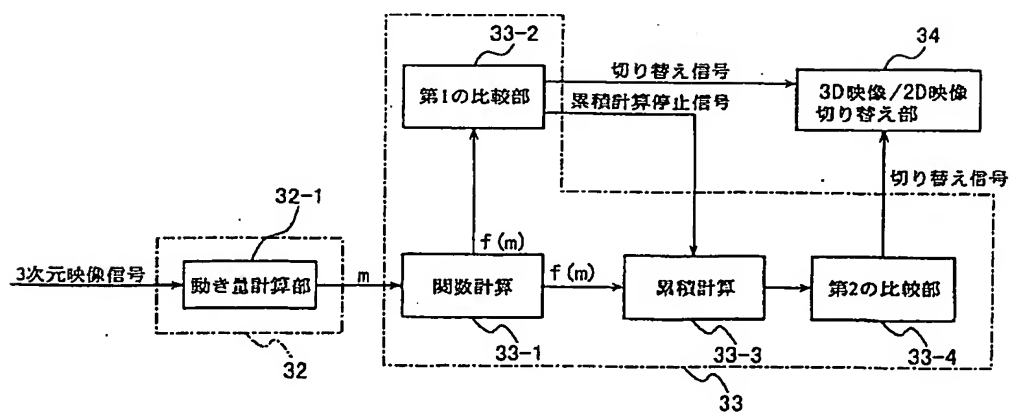 33-2
34
切り替え信号
第1の比較部
累積計算停止信号
3D映像/2D映像
切り替え部
切り替え信号
32-1
f(m)
3次元映像信号
動き量計算部
m
関数計算
f(m)
累積計算
第2の比較部
32
33-1
33-3
33-4
33